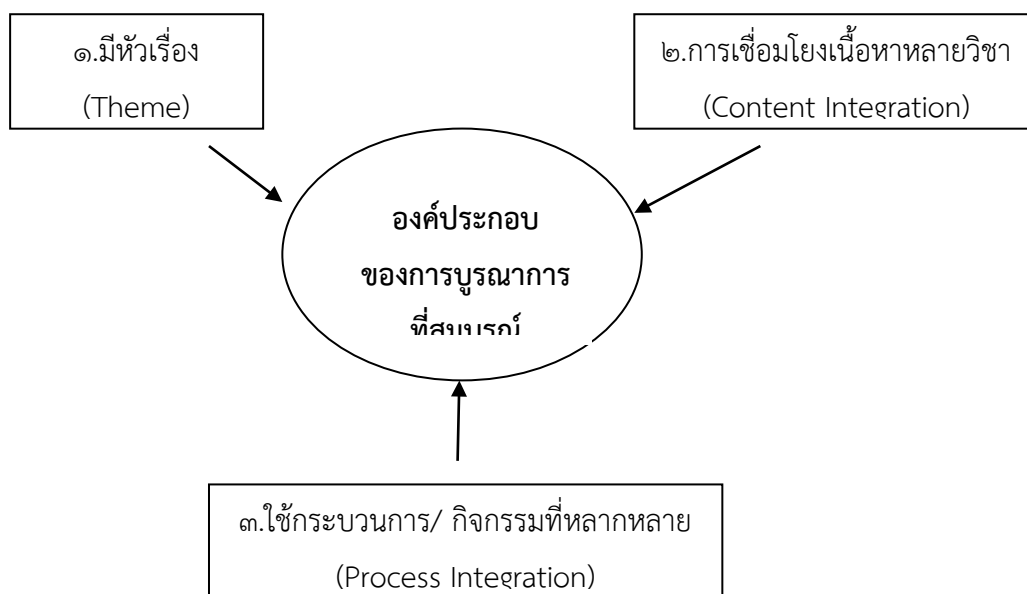 ๑.มีหัวเรื่อง
(Theme)
๒.การเชื่อมโยงเนื้อหาหลายวิชา
(Content Integration)
องค์ประกอบ
ของการบูรณาการ
ที่สมบูรณ์
๓.ใช้กระบวนการ/ กิจกรรมที่หลากหลาย
(Process Integration)